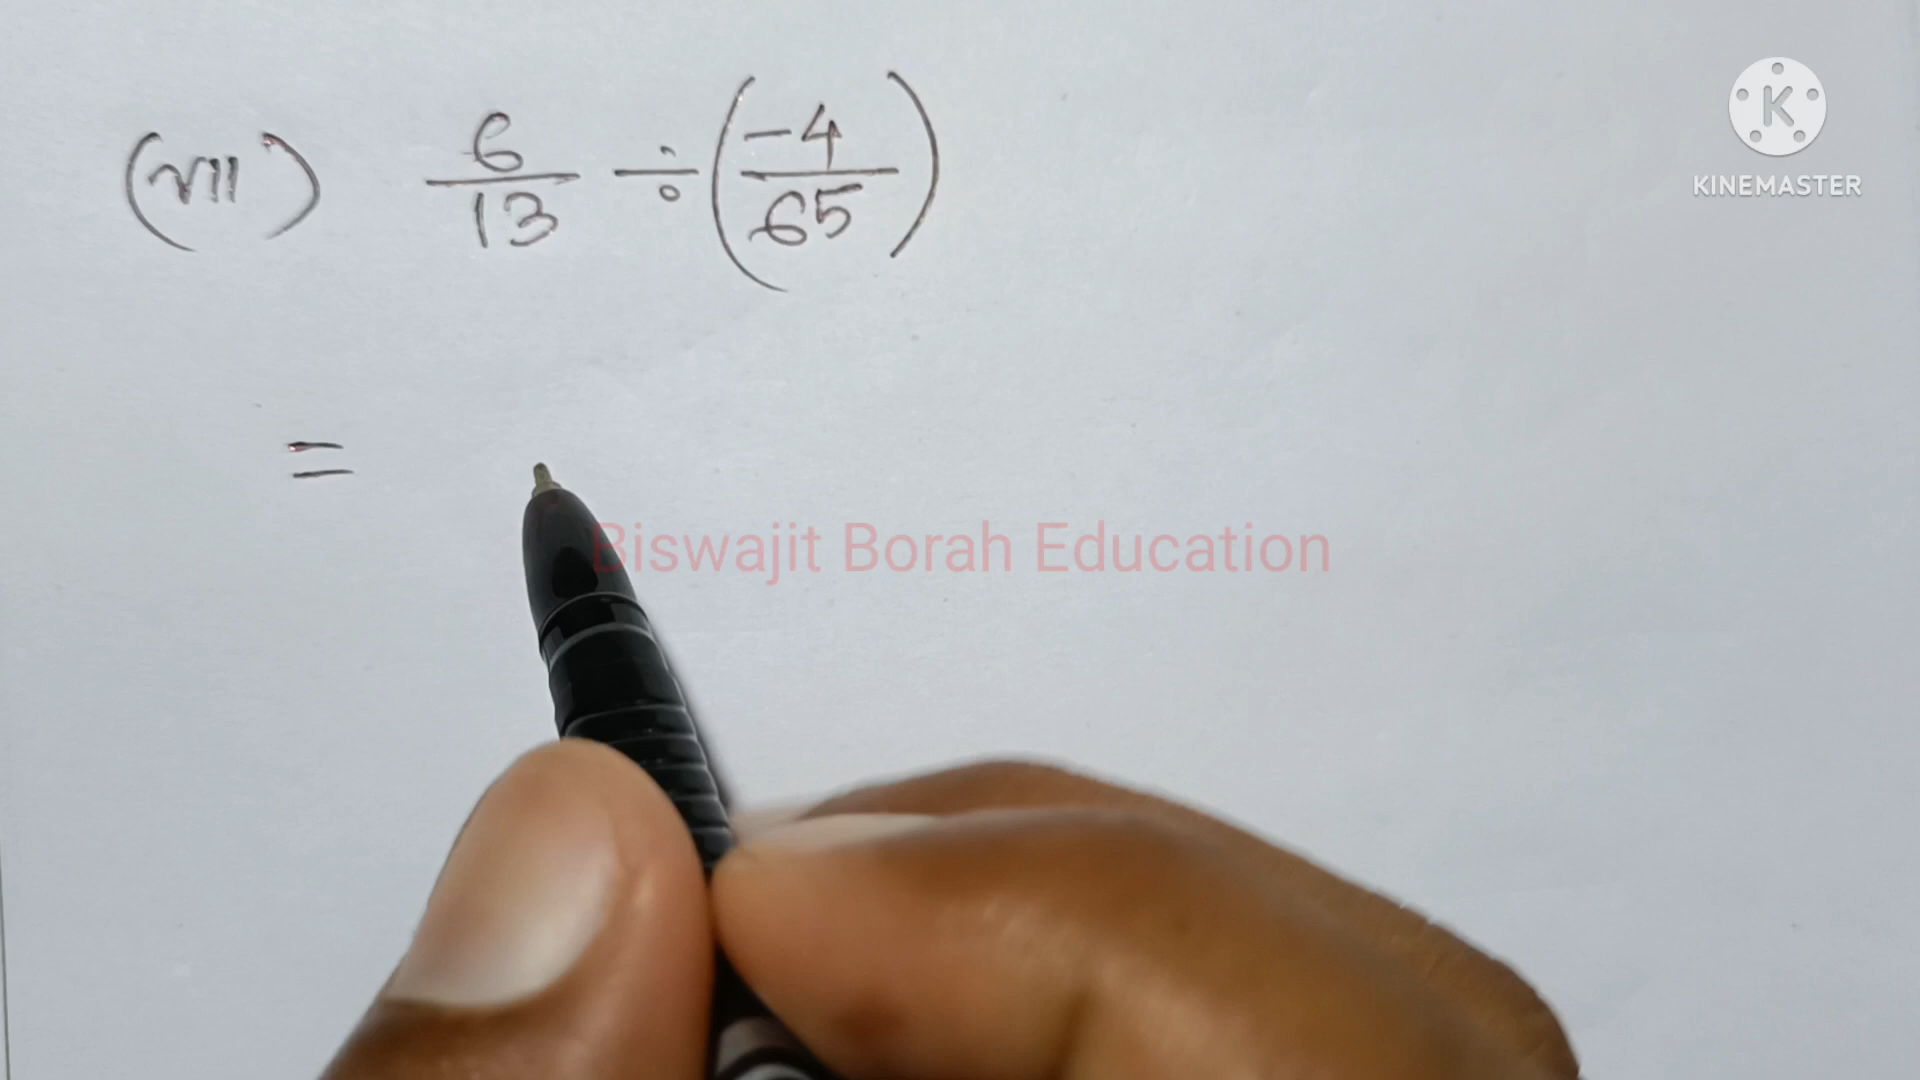 (vii) 6/13 ÷ (-4/65)
=
Biswajit Borah Education
KINEMASTER